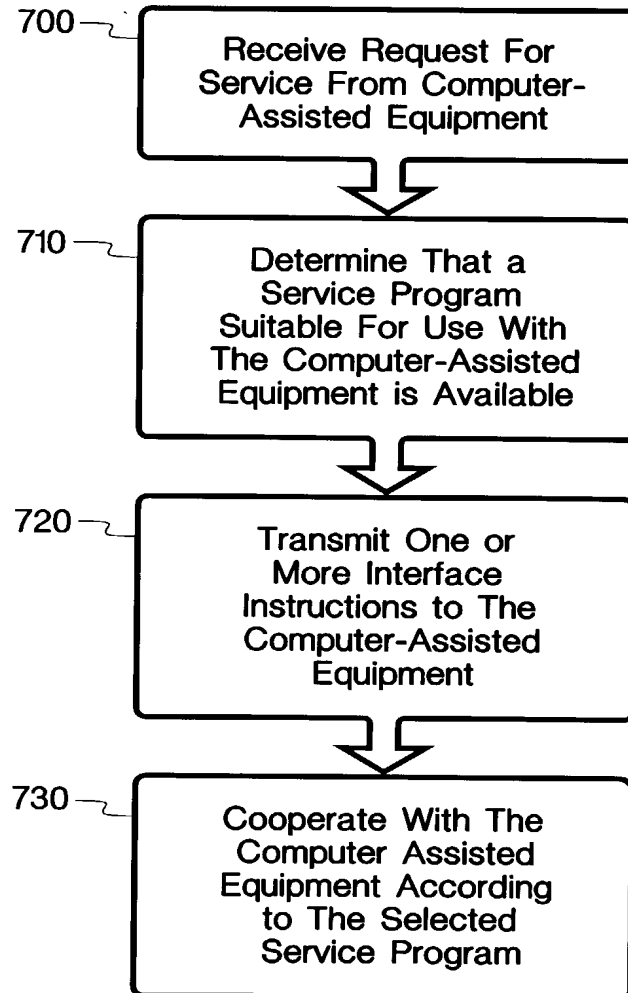 700
Receive Request For
Service From Computer-
Assisted Equipment
710
Determine That a
Service Program
Suitable For Use With
The Computer-Assisted
Equipment is Available
720
Transmit One or
More Interface
Instructions to The
Computer-Assisted
Equipment
730
Cooperate With The
Computer Assisted
Equipment According
to The Selected
Service Program